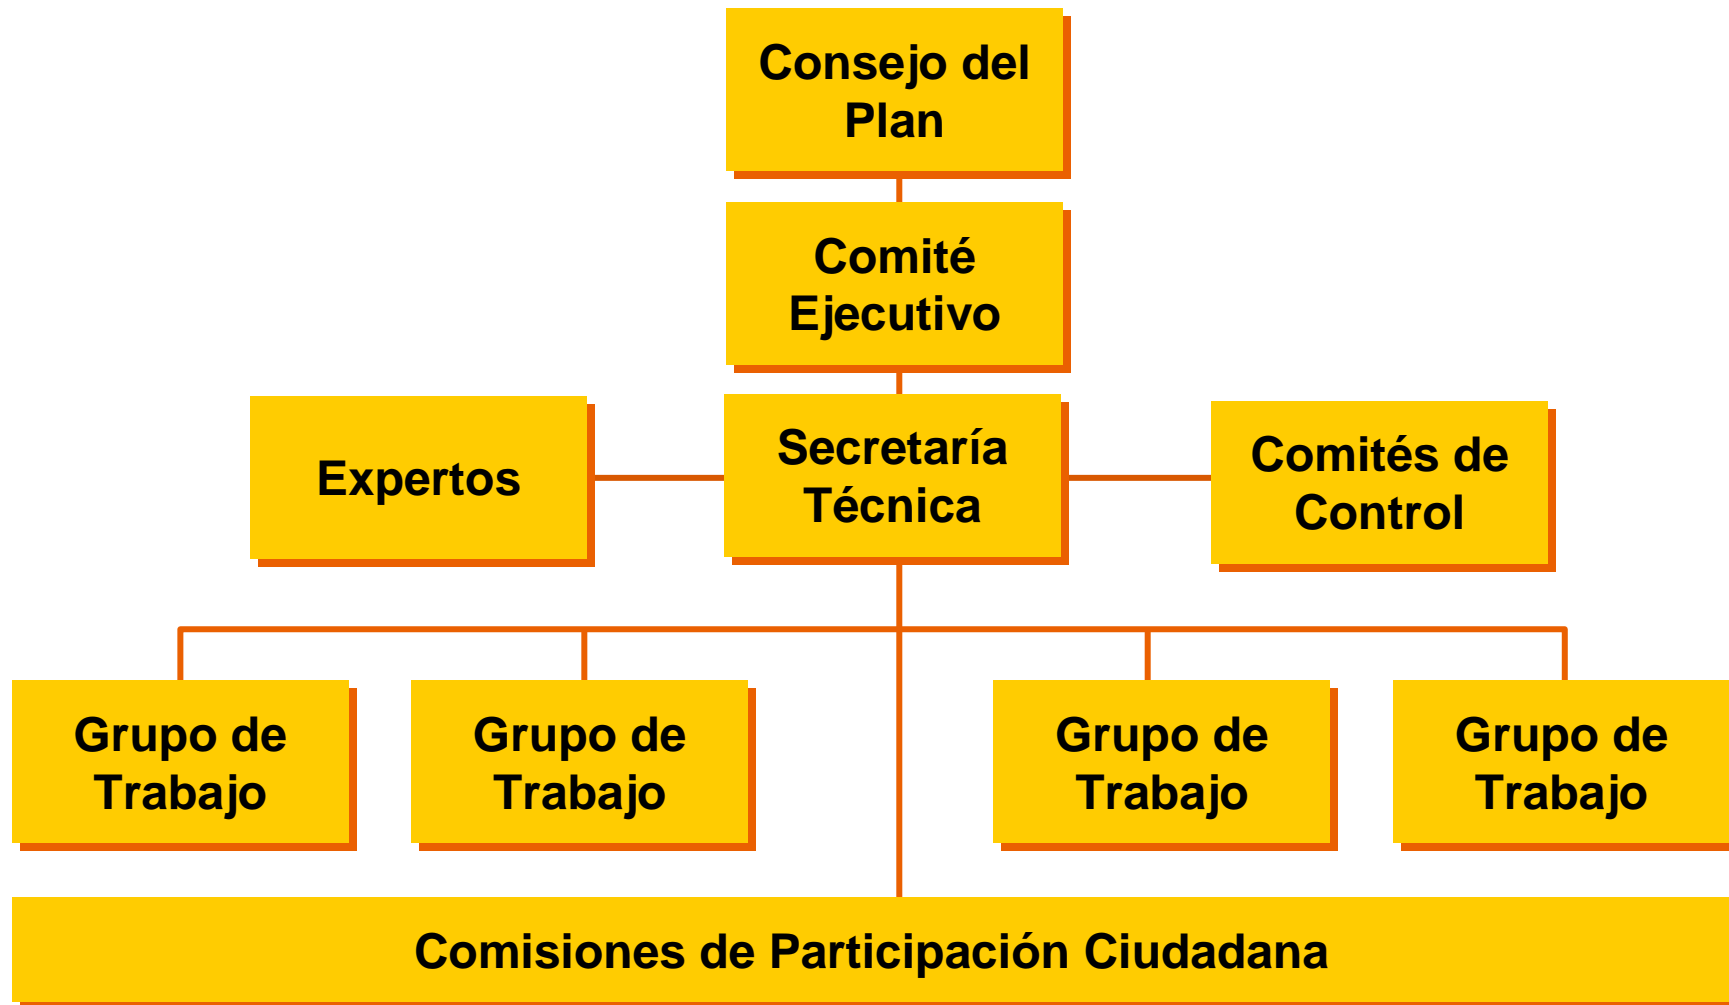 Consejo del
Plan
Comité
Ejecutivo
Expertos
Secretaría
Técnica
Comités de
Control
Grupo de
Trabajo
Grupo de
Trabajo
Grupo de
Trabajo
Grupo de
Trabajo
Comisiones de Participación Ciudadana